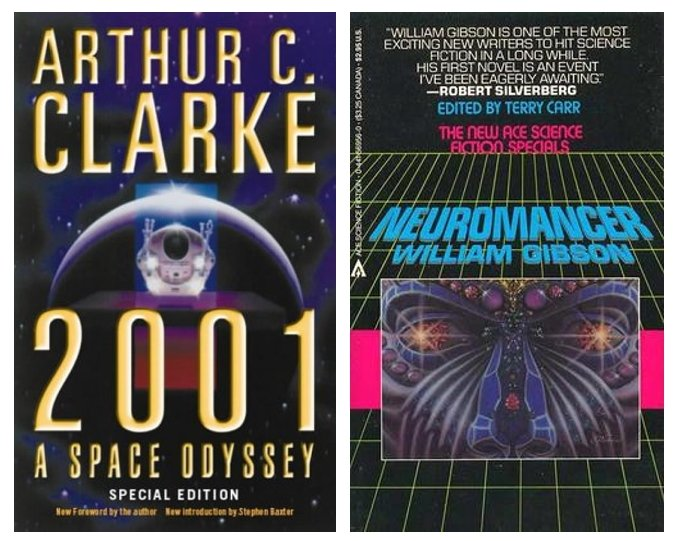 ARTHUR C.
CLARKE
2001
A SPACE ODYSSEY
SPECIAL EDITION
New Foreword by the author New introduction by Stephen Baxter
"WILLIAM GIBSON IS ONE OF THE MOST
EXCITING NEW WRITERS TO HIT SCIENCE
FICTION IN A LONG WHILE.
HIS FIRST NOVEL IS AN EVENT
I'VE BEEN EAGERLY AWAITING."
—ROBERT SILVERBERG
EDITED BY TERRY CARR
THE NEW ACE SCIENCE
FICTION SPECIALS
NEUROMANCER
WILLIAM GIBSON
ACE SCIENCE FICTION • 0-441-56956-0 • ($3.25 CANADA) • $2.95 U.S.